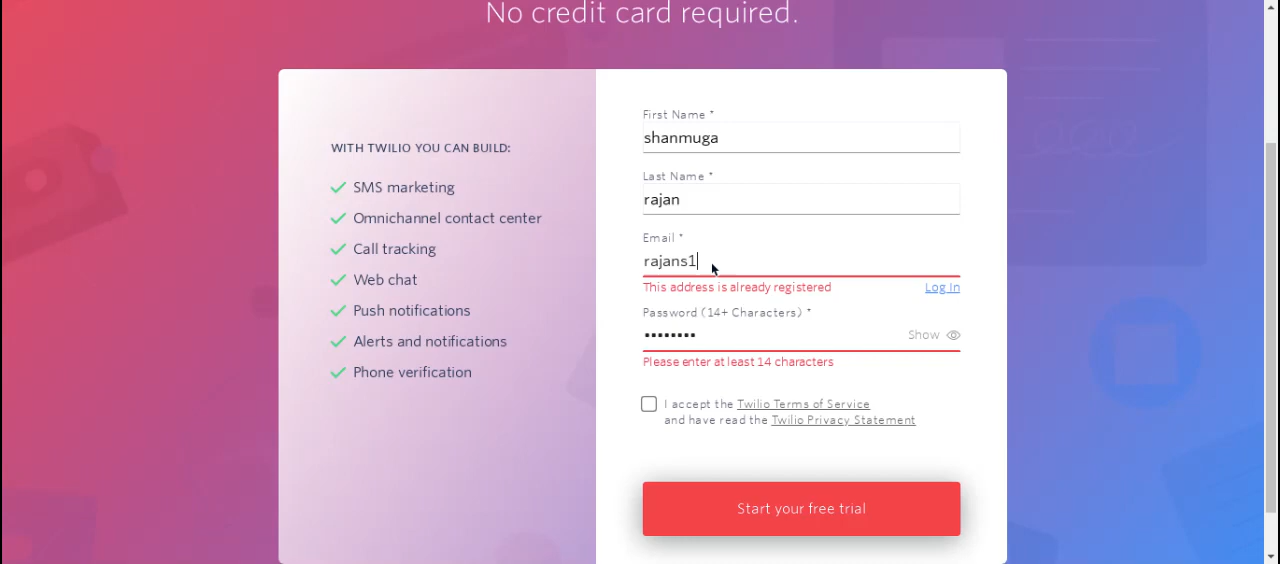 No credit card required.
WITH TWILIO YOU CAN BUILD:
SMS marketing
Omnichannel contact center
Call tracking
Web chat
Push notifications
Alerts and notifications
Phone verification
First Name *
shanmuga
Last Name *
rajan
Email *
rajans1
This address is already registered
Log In
Password (14+ Characters) *
••••••••
Show
Please enter at least 14 characters
I accept the Twilio Terms of Service
and have read the Twilio Privacy Statement
Start your free trial